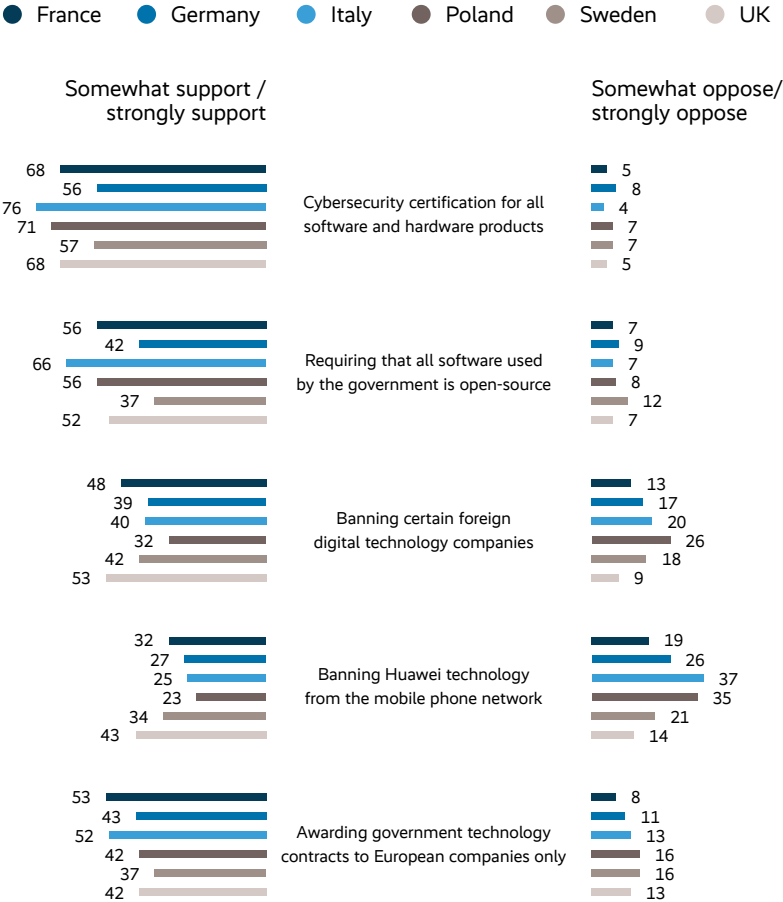 France Germany Italy Poland Sweden UK
Somewhat support /
strongly support
Somewhat oppose/
strongly oppose
68 5
56 8
76 4
71 7
57 7
68 5
Cybersecurity certification for all
software and hardware products
56 7
42 9
66 7
56 8
37 12
52 7
Requiring that all software used
by the government is open-source
48 13
39 17
40 20
32 26
42 18
53 9
Banning certain foreign
digital technology companies
32 19
27 26
25 37
23 35
34 21
43 14
Banning Huawei technology
from the mobile phone network
53 8
43 11
52 13
42 16
37 16
42 13
Awarding government technology
contracts to European companies only